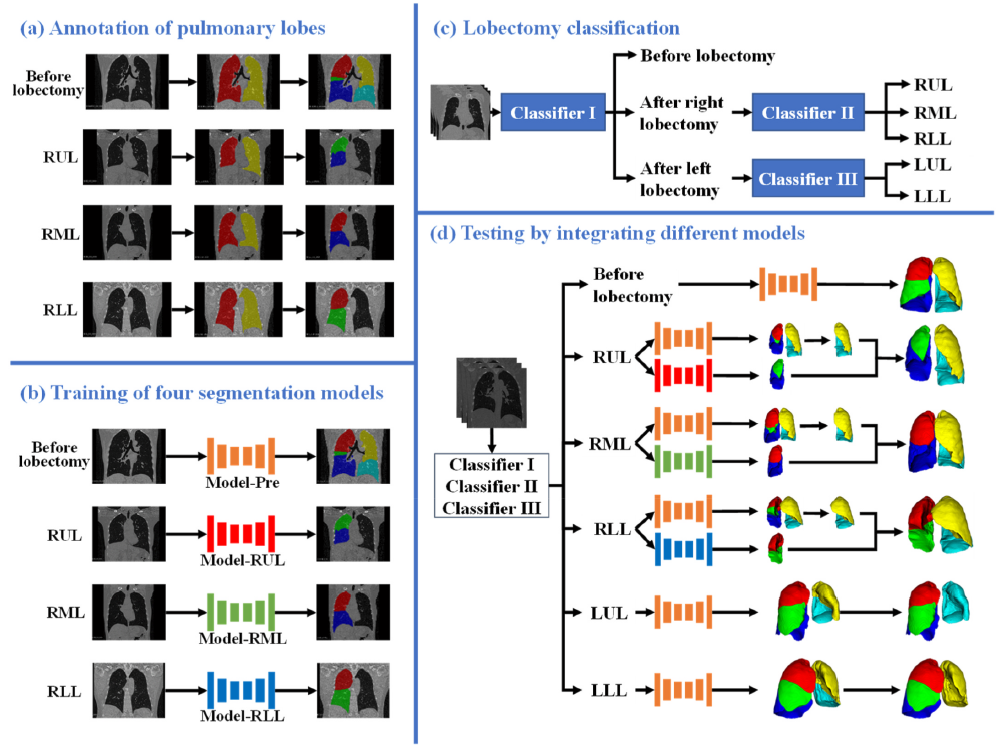 (a) Annotation of pulmonary lobes
Before
lobectomy
RUL
RML
RLL
(b) Training of four segmentation models
Before
lobectomy
Model-Pre
RUL
Model-RUL
RML
Model-RML
RLL
Model-RLL
(c) Lobectomy classification
Before lobectomy
Classifier I
After right
lobectomy
Classifier II
RUL
RML
RLL
After left
lobectomy
Classifier III
LUL
LLL
(d) Testing by integrating different models
Before
lobectomy
RUL
RML
Classifier I
Classifier II
Classifier III
RLL
LUL
LLL